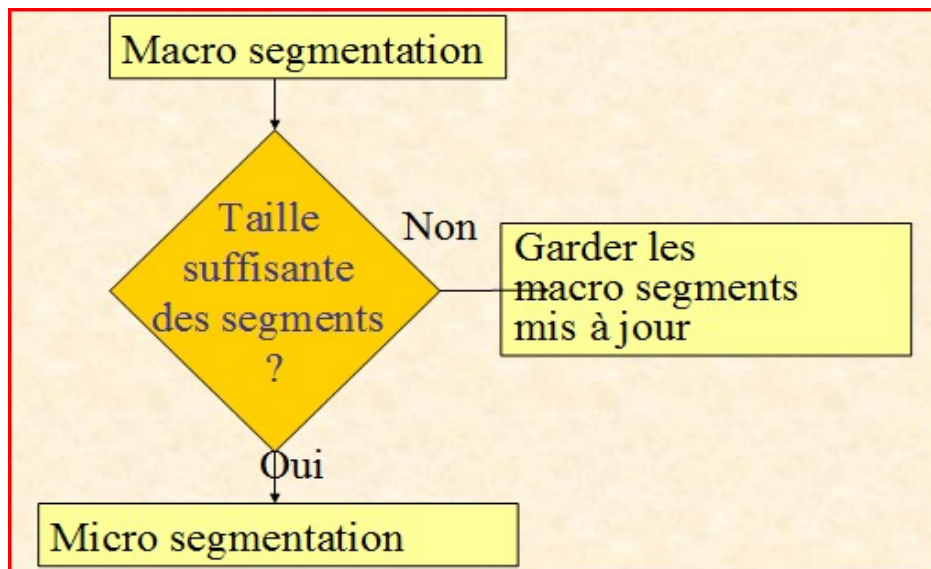 Macro segmentation
Taille
suffisante
des segments
?
Non
Garder les
macro segments
mis à jour
Oui
Micro segmentation